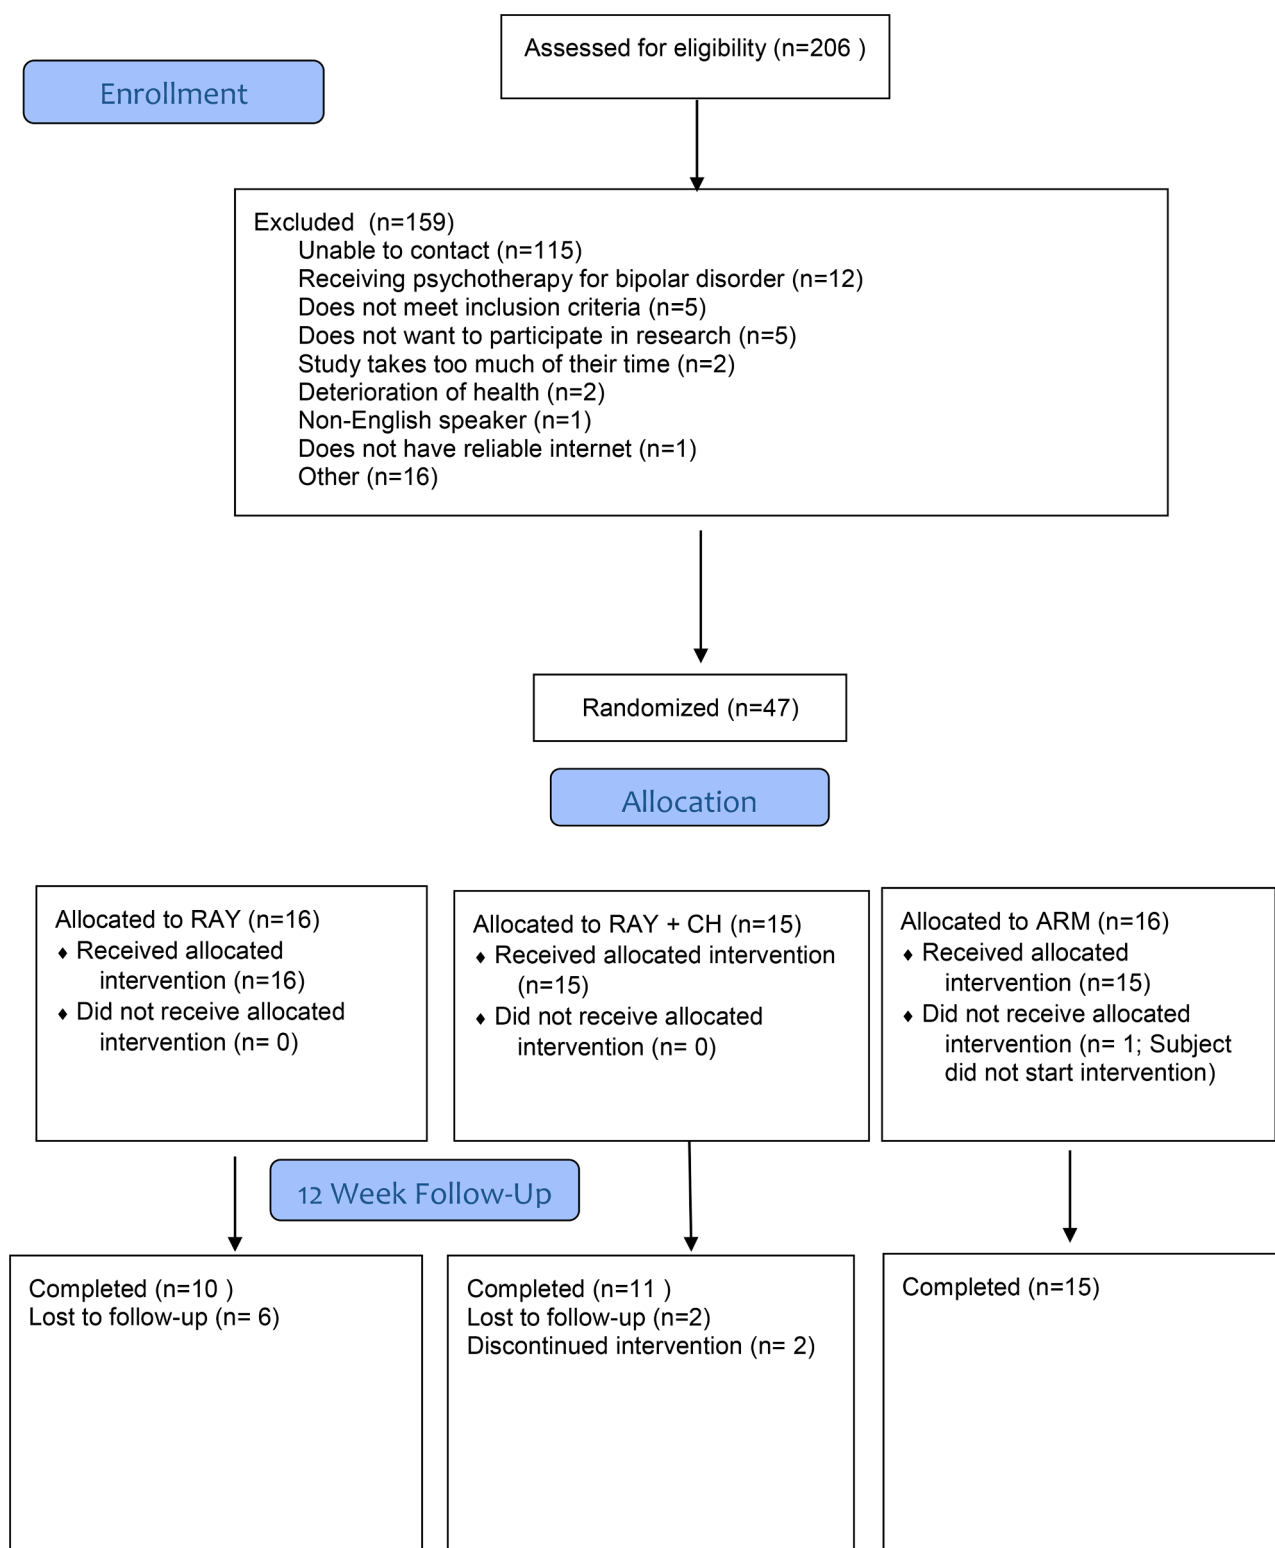 Assessed for eligibility (n=206 )
Enrollment
Excluded  (n=159)
Unable to contact (n=115)
Receiving psychotherapy for bipolar disorder (n=12)
Does not meet inclusion criteria (n=5)
Does not want to participate in research (n=5)
Study takes too much of their time (n=2)
Deterioration of health (n=2)
Non-English speaker (n=1)
Does not have reliable internet (n=1)
Other (n=16)
Randomized (n=47)
Allocation
Allocated to RAY (n=16)
♦ Received allocated
intervention (n=16)
♦ Did not receive allocated
intervention (n= 0)
Allocated to RAY + CH (n=15)
♦ Received allocated intervention
(n=15)
♦ Did not receive allocated
intervention (n= 0)
Allocated to ARM (n=16)
♦ Received allocated
intervention (n=15)
♦ Did not receive allocated
intervention (n= 1; Subject
did not start intervention)
12 Week Follow-Up
Completed (n=10 )
Lost to follow-up (n= 6)
Completed (n=11 )
Lost to follow-up (n=2)
Discontinued intervention (n= 2)
Completed (n=15)